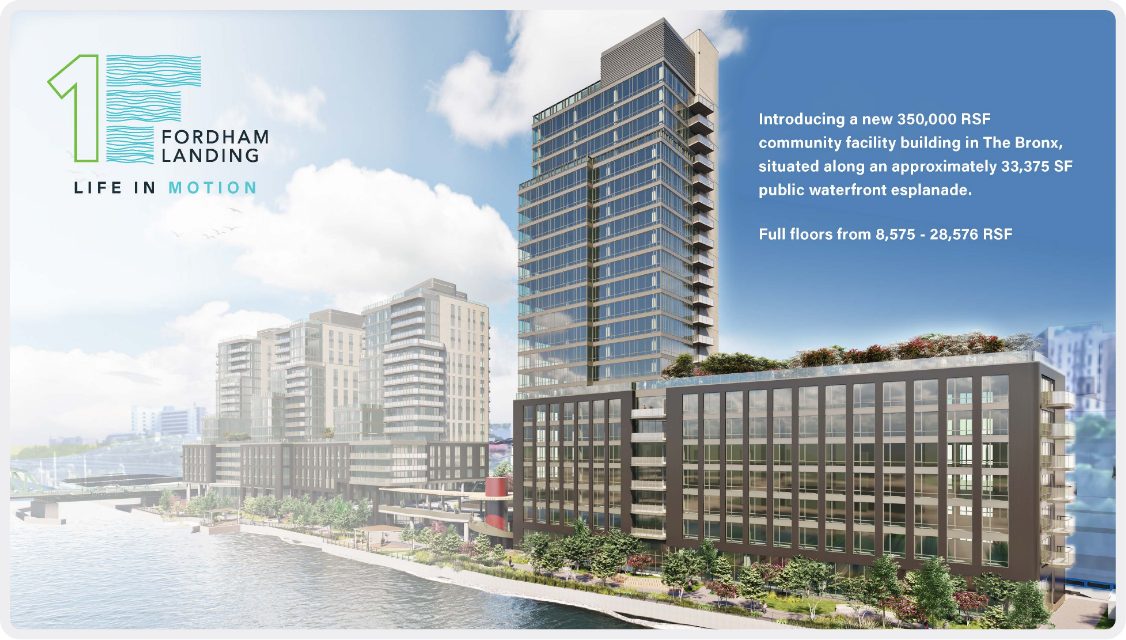 1F
FORDHAM
LANDING
LIFE IN MOTION
Introducing a new 350,000 RSF
community facility building in The Bronx,
situated along an approximately 33,375 SF
public waterfront esplanade.
Full floors from 8,575 - 28,576 RSF